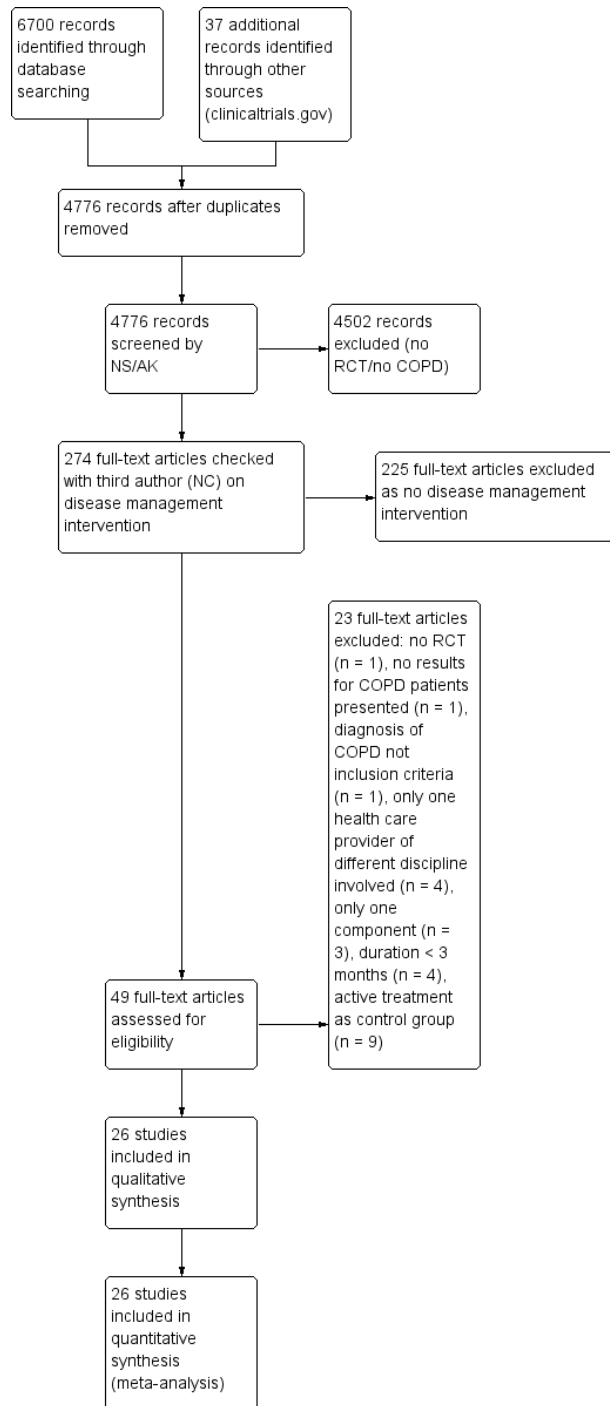 6700 records
identified through
database
searching
37 additional
records identified
through other
sources
(clinicaltrials.gov)
4776 records after duplicates
removed
4776 records
screened by
NS/AK
4502 records
excluded (no
RCT/no COPD)
274 full-text articles checked
with third author (NC) on
disease management
intervention
225 full-text articles excluded
as no disease management
intervention
23 full-text articles
excluded: no RCT
(n = 1), no results
for COPD patients
presented (n = 1),
diagnosis of
COPD not
inclusion criteria
(n = 1), only one
health care
provider of
different discipline
involved (n = 4),
only one
component (n =
3), duration < 3
months (n = 4),
active treatment
as control group
(n = 9)
49 full-text articles
assessed for
eligibility
26 studies
included in
qualitative
synthesis
26 studies
included in
quantitative
synthesis
(meta-analysis)